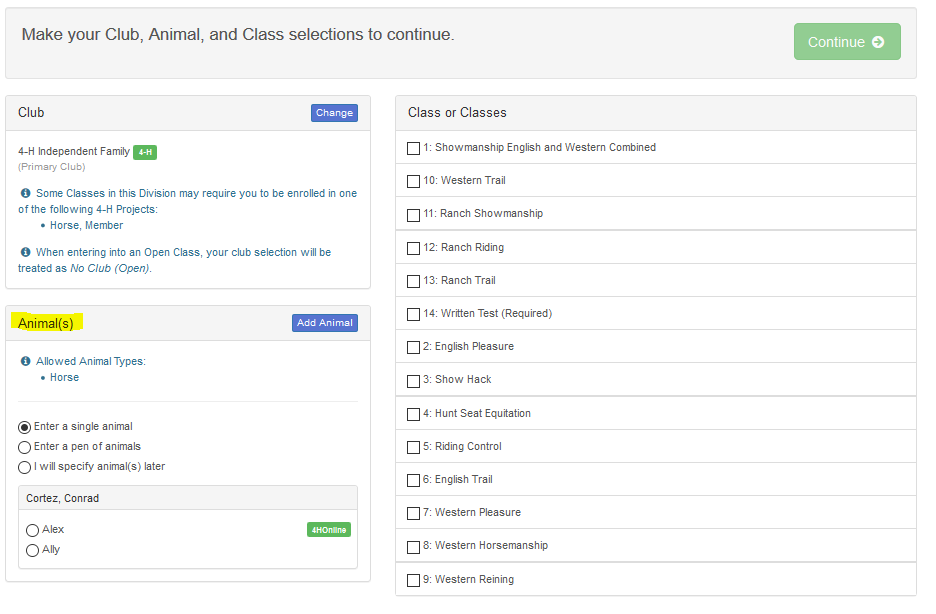 Make your Club, Animal, and Class selections to continue.
Continue
Club
Change
4-H Independent Family 4-H
(Primary Club)
Some Classes in this Division may require you to be enrolled in one
of the following 4-H Projects:
• Horse, Member
When entering into an Open Class, your club selection will be
treated as No Club (Open).
Animal(s)
Add Animal
Allowed Animal Types:
• Horse
Enter a single animal
Enter a pen of animals
I will specify animal(s) later
Cortez, Conrad
Alex
4HOnline
Ally
Class or Classes
1: Showmanship English and Western Combined
10: Western Trail
11: Ranch Showmanship
12: Ranch Riding
13: Ranch Trail
14: Written Test (Required)
2: English Pleasure
3: Show Hack
4: Hunt Seat Equitation
5: Riding Control
6: English Trail
7: Western Pleasure
8: Western Horsemanship
9: Western Reining